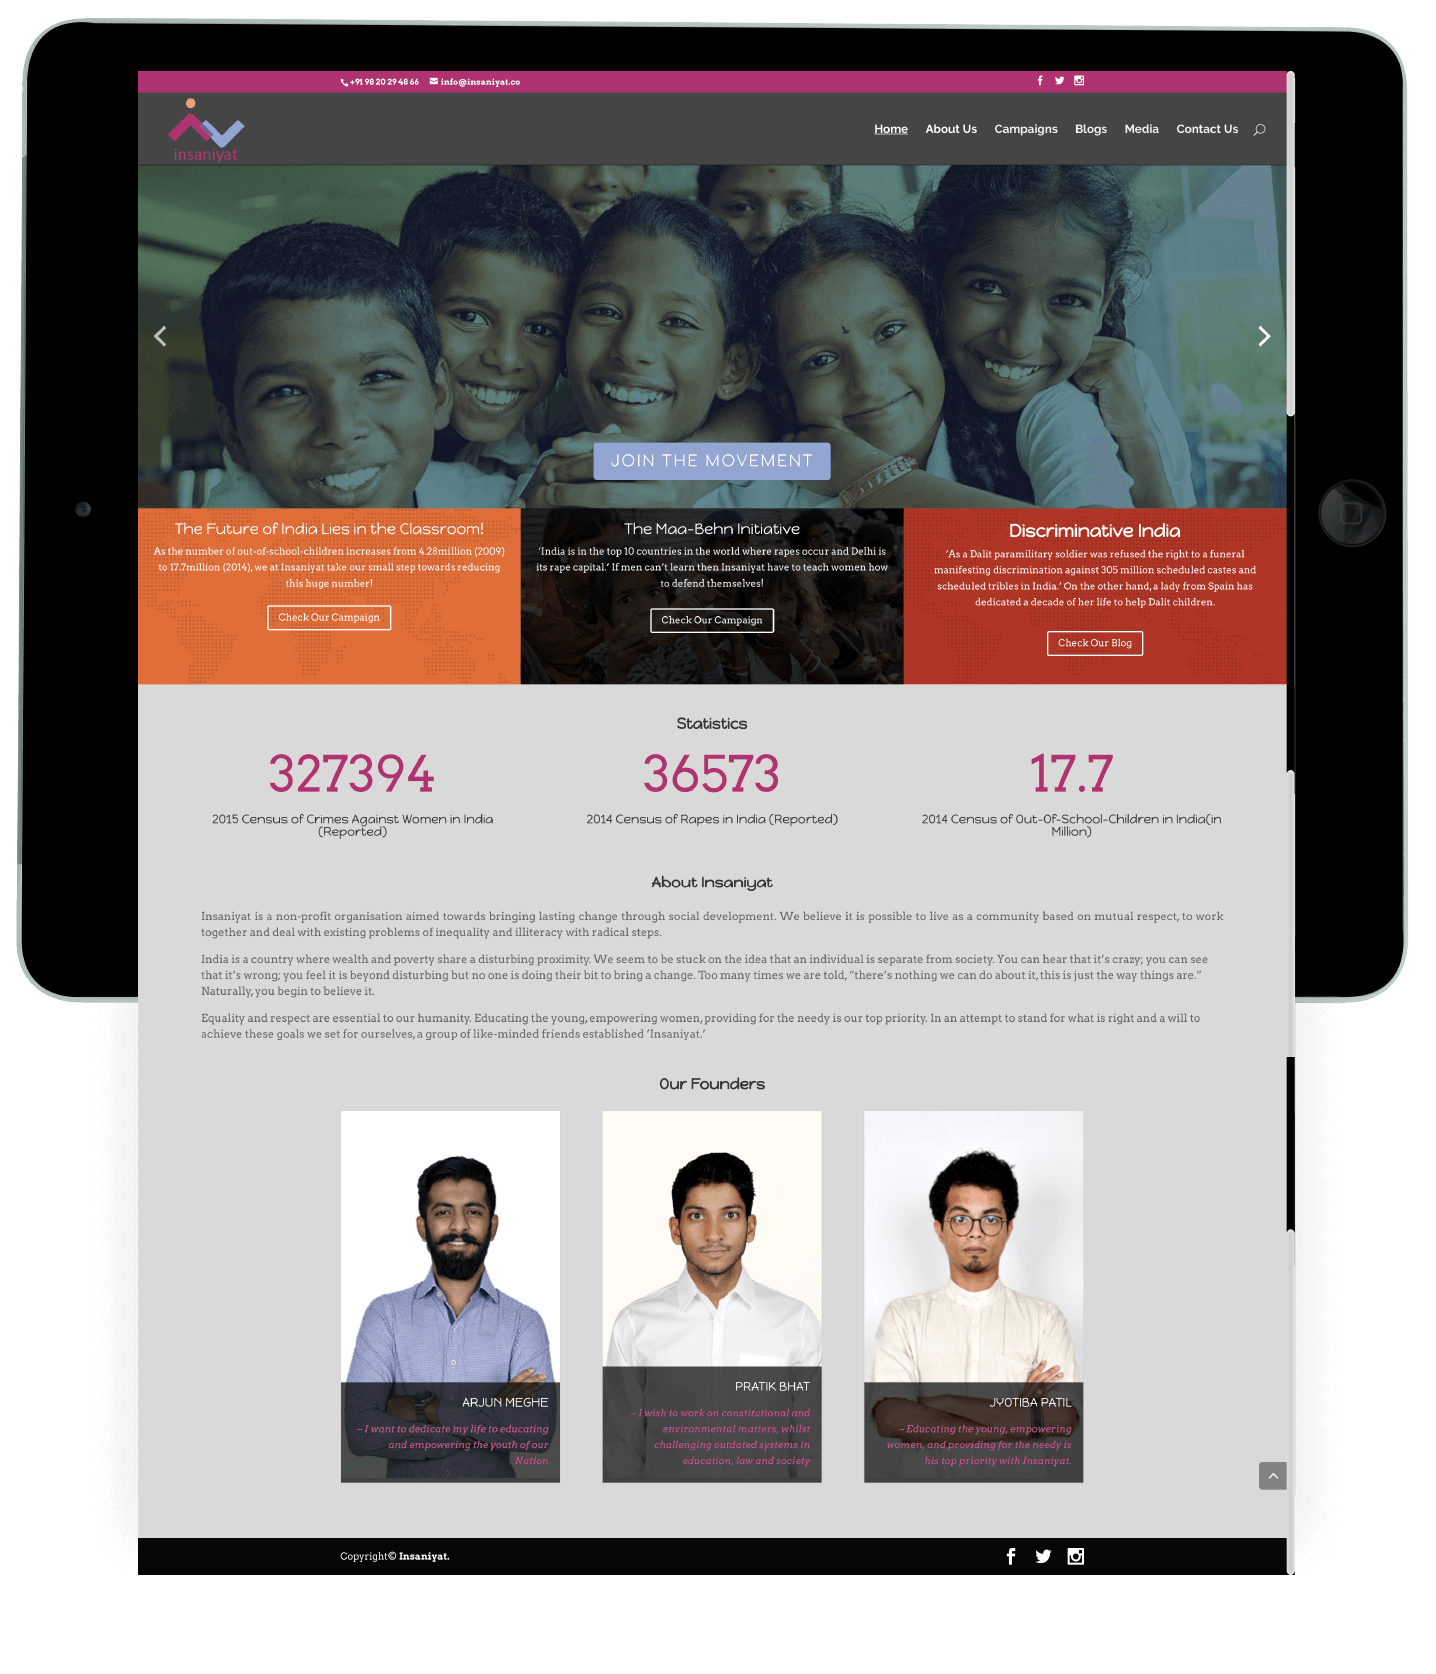 +91 98 20 29 48 66 info@insaniyat.co
insaniyat
Home About Us Campaigns Blogs Media Contact Us
JOIN THE MOVEMENT
The Future of India Lies in the Classroom!
As the number of out-of-school-children increases from 4.28million (2009)
to 17.7million (2014), we at Insaniyat take our small step towards reducing
this huge number!
Check Our Campaign
The Maa-Behn Initiative
‘India is in the top 10 countries in the world where rapes occur and Delhi is
its rape capital.’ If men can’t learn then Insaniyat have to teach women how
to defend themselves!
Check Our Campaign
Discriminative India
‘As a Dalit paramilitary soldier was refused the right to a funeral
manifesting discrimination against 305 million scheduled castes and
scheduled tribles in India.’ On the other hand, a lady from Spain has
dedicated a decade of her life to help Dalit children.
Check Our Blog
Statistics
327394
2015 Census of Crimes Against Women in India
(Reported)
36573
2014 Census of Rapes in India (Reported)
17.7
2014 Census of Out-Of-School-Children in India(in
Million)
About Insaniyat
Insaniyat is a non-profit organisation aimed towards bringing lasting change through social development. We believe it is possible to live as a community based on mutual respect, to work
together and deal with existing problems of inequality and illiteracy with radical steps.
India is a country where wealth and poverty share a disturbing proximity. We seem to be stuck on the idea that an individual is separate from society. You can hear that it’s crazy; you can see
that it’s wrong; you feel it is beyond disturbing but no one is doing their bit to bring a change. Too many times we are told, “there’s nothing we can do about it, this is just the way things are.”
Naturally, you begin to believe it.
Equality and respect are essential to our humanity. Educating the young, empowering women, providing for the needy is our top priority. In an attempt to stand for what is right and a will to
achieve these goals we set for ourselves, a group of like-minded friends established ‘Insaniyat.’
Our Founders
ARJUN MEGHE
– I want to dedicate my life to educating
and empowering the youth of our
Nation
PRATIK BHAT
– I wish to work on constitutional and
environmental matters, whilst
challenging outdated systems in
education, law and society
JYOTIBA PATIL
– Educating the young, empowering
women, and providing for the needy is
his top priority with Insaniyat.
Copyright© Insaniyat.